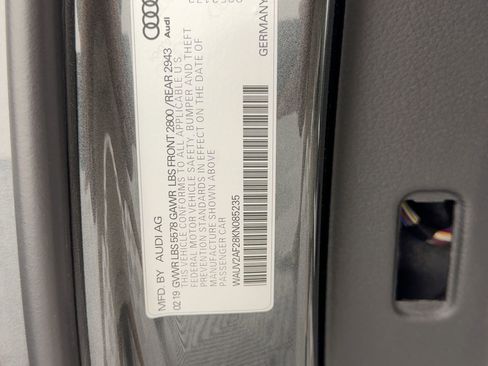 MFD. BY AUDI AG
02/19 GVWR LBS 5578 GAWR LBS FRONT 2800 / REAR 2943
THIS VEHICLE CONFORMS TO ALL APPLICABLE U.S.
FEDERAL MOTOR VEHICLE SAFETY, BUMPER AND THEFT
PREVENTION STANDARDS IN EFFECT ON THE DATE OF
MANUFACTURE SHOWN ABOVE
PASSENGER CAR
WAUV2AF28KN085235
Audi
GERMANY